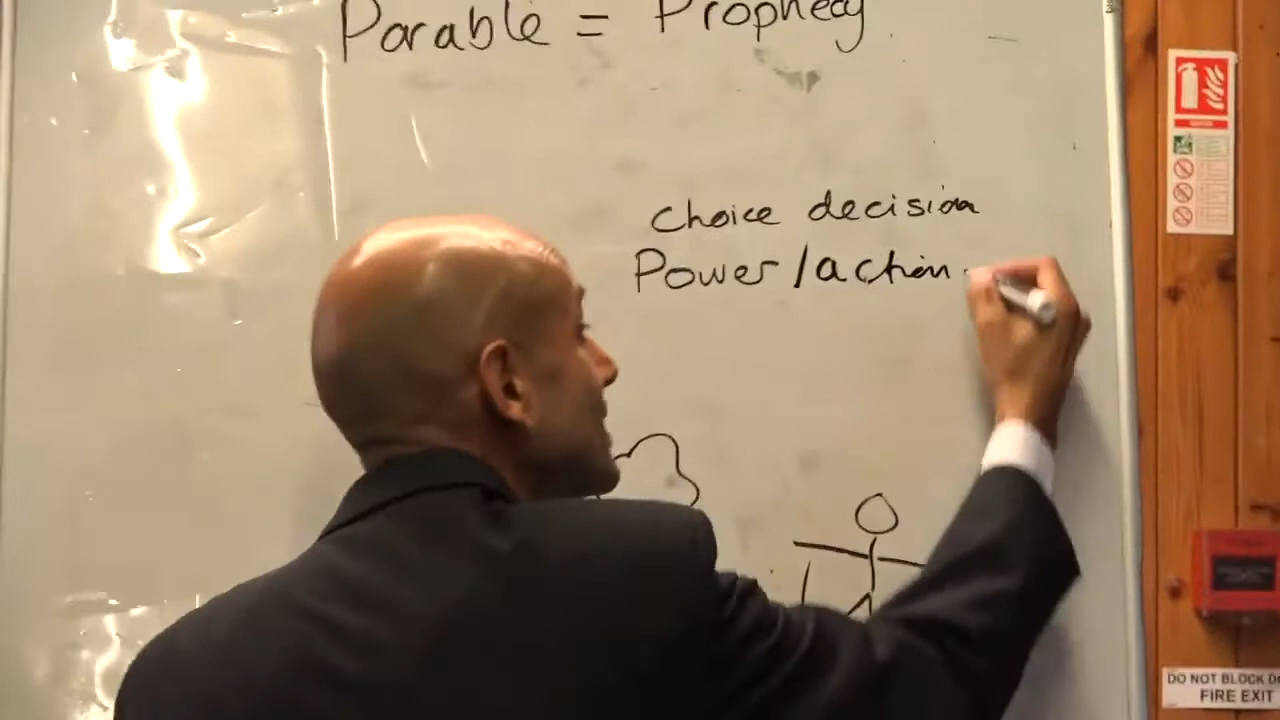 Parable = Prophecy
Choice decision
Power/action
DO NOT BLOCK
FIRE EXIT